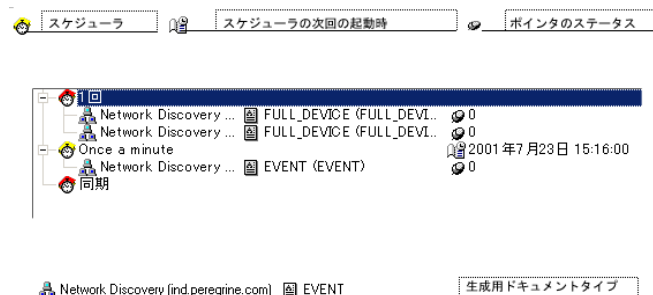 スケジューラ スケジューラの次回の起動時 ポインタのステータス
1 回
Network Discovery ... FULL_DEVICE (FULL_DEVI.. 0
Network Discovery ... FULL_DEVICE (FULL_DEVI.. 0
Once a minute 2001年7月23日 15:16:00
Network Discovery ... EVENT (EVENT) 0
同期
Network Discovery (ind.peregrine.com) EVENT 生成用ドキュメントタイプ